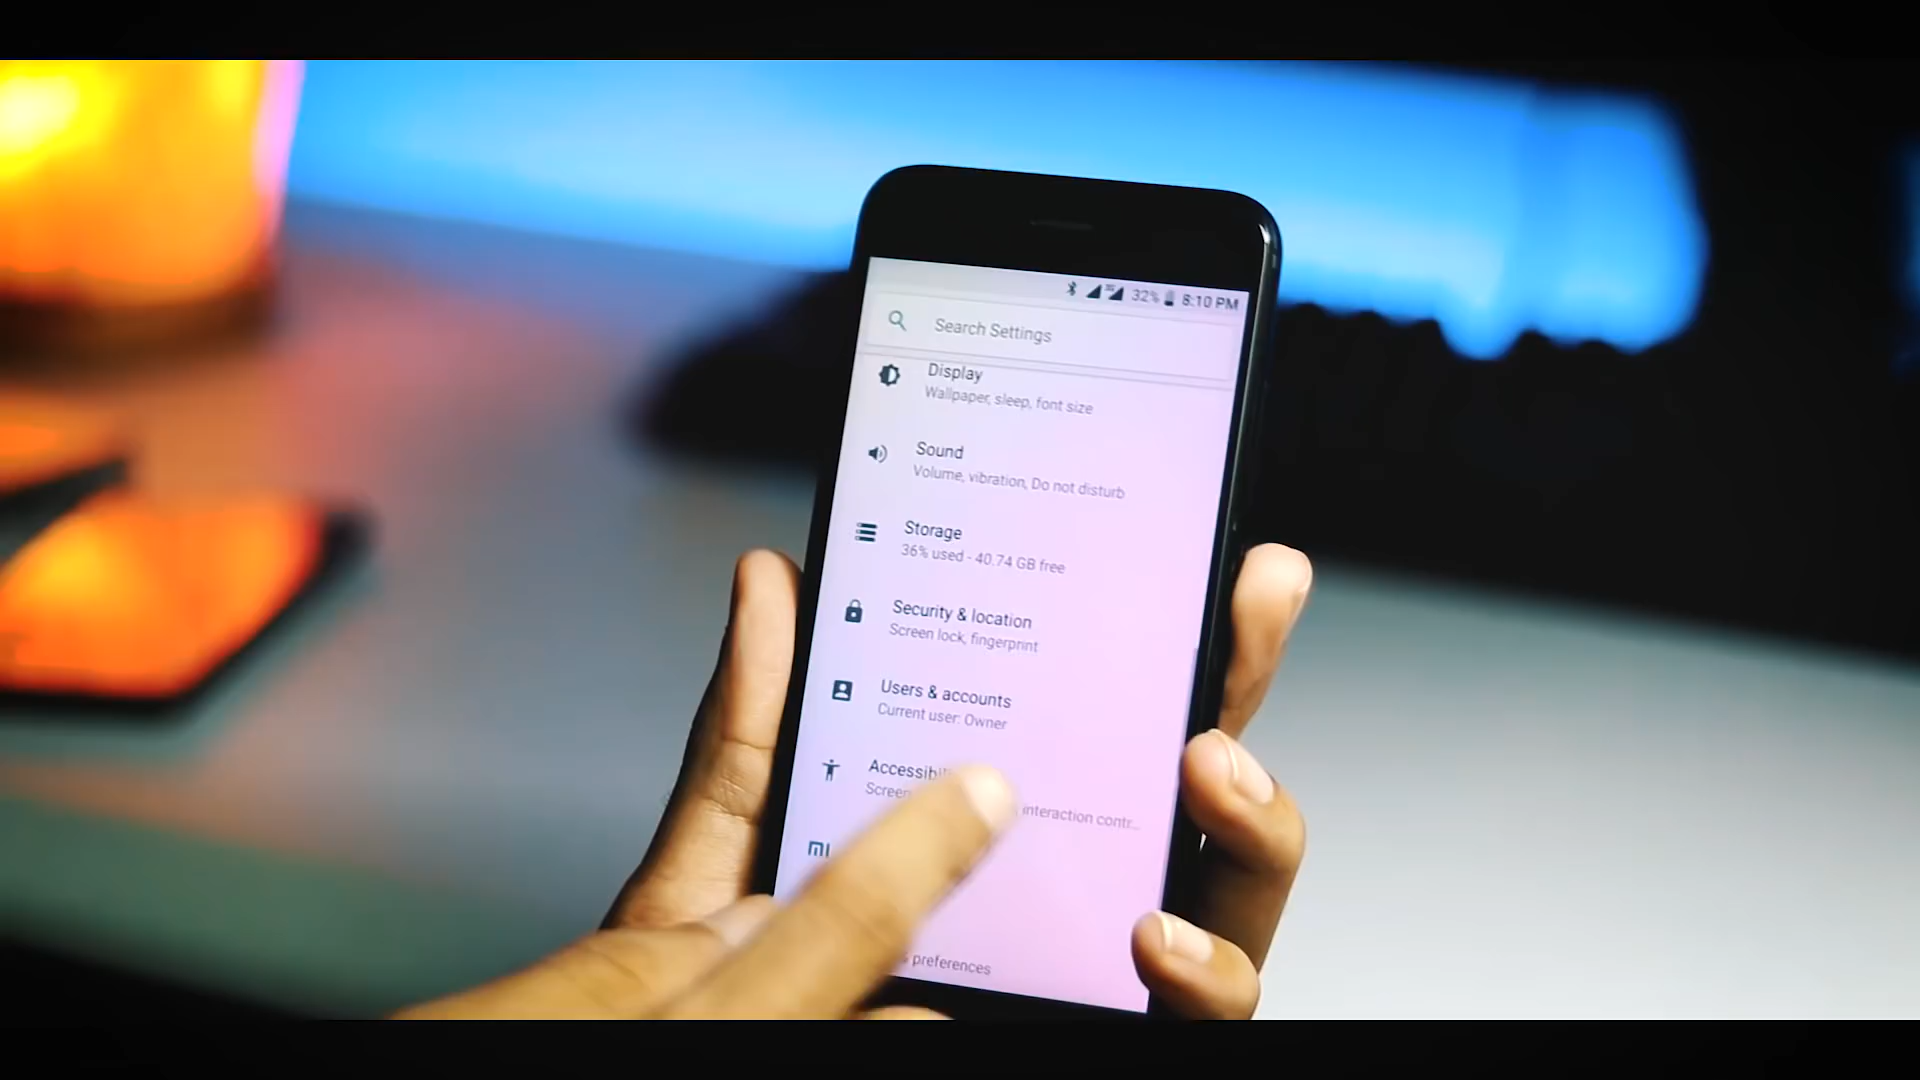 32% 8:10 PM
Search Settings
Display
Wallpaper, sleep, font size
Sound
Volume, vibration, Do not disturb
Storage
36% used - 40.74 GB free
Security & location
Screen lock, fingerprint
Users & accounts
Current user: Owner
interaction contr...
preferences